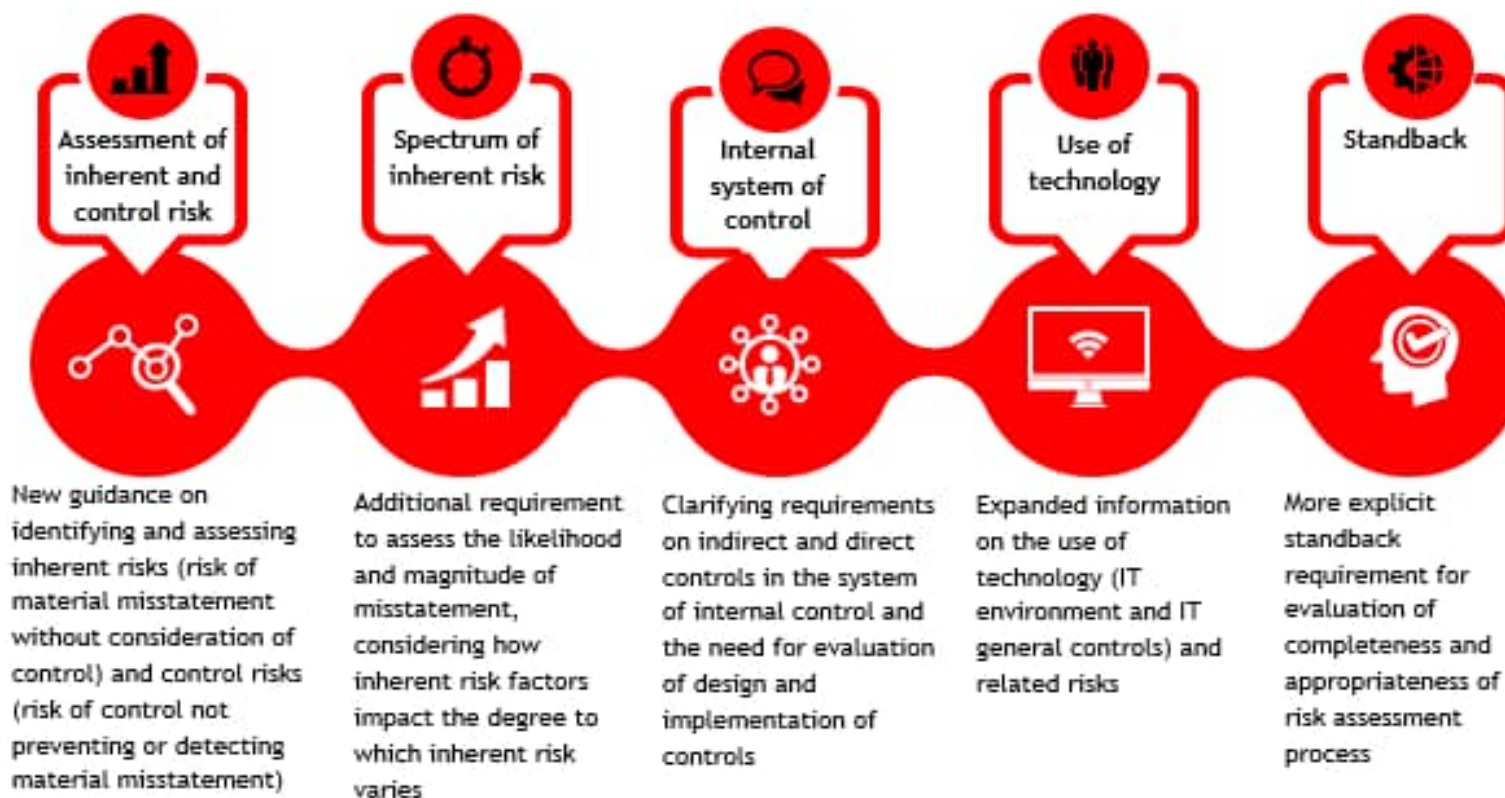 Assessment of
inherent and
control risk
Spectrum of
inherent risk
Internal
system of
control
Use of
technology
Standback
New guidance on
identifying and assessing
inherent risks (risk of
material misstatement
without consideration of
control) and control risks
(risk of control not
preventing or detecting
material misstatement)
Additional requirement
to assess the likelihood
and magnitude of
misstatement,
considering how
inherent risk factors
impact the degree to
which inherent risk
varies
Clarifying requirements
on indirect and direct
controls in the system
of internal control and
the need for evaluation
of design and
implementation of
controls
Expanded information
on the use of
technology (IT
environment and IT
general controls) and
related risks
More explicit
standback
requirement for
evaluation of
completeness and
appropriateness of
risk assessment
process